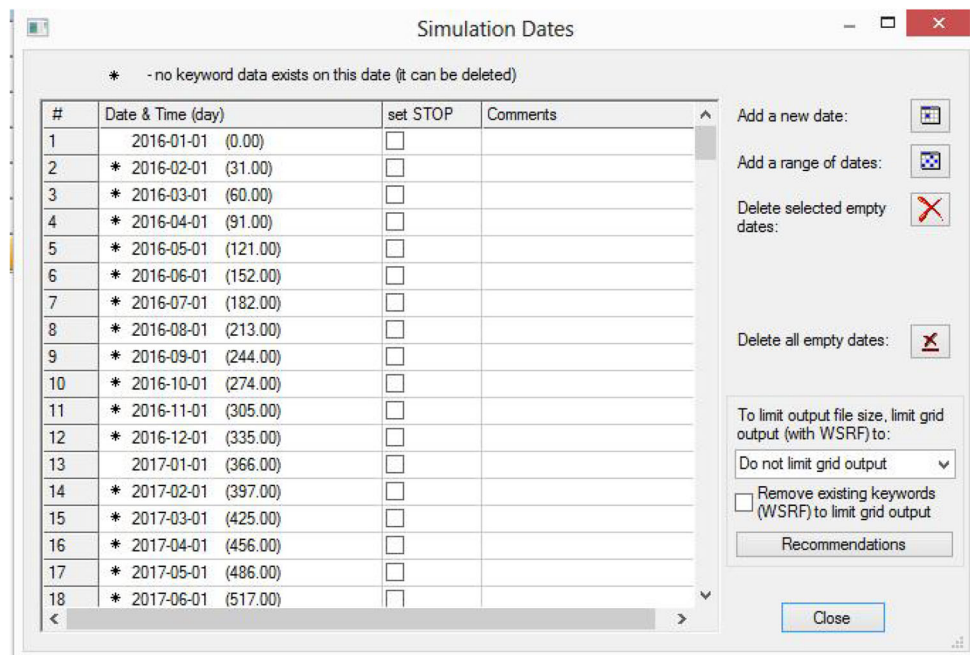 Simulation Dates
* - no keyword data exists on this date (it can be deleted)
# Date & Time (day) set STOP Comments
1 2016-01-01 (0.00)
2 * 2016-02-01 (31.00)
3 * 2016-03-01 (60.00)
4 * 2016-04-01 (91.00)
5 * 2016-05-01 (121.00)
6 * 2016-06-01 (152.00)
7 * 2016-07-01 (182.00)
8 * 2016-08-01 (213.00)
9 * 2016-09-01 (244.00)
10 * 2016-10-01 (274.00)
11 * 2016-11-01 (305.00)
12 * 2016-12-01 (335.00)
13 2017-01-01 (366.00)
14 * 2017-02-01 (397.00)
15 * 2017-03-01 (425.00)
16 * 2017-04-01 (456.00)
17 * 2017-05-01 (486.00)
18 * 2017-06-01 (517.00)
Add a new date:
Add a range of dates:
Delete selected empty
dates:
Delete all empty dates:
To limit output file size, limit grid
output (with WSRF) to:
Do not limit grid output
Remove existing keywords
(WSRF) to limit grid output
Recommendations
Close